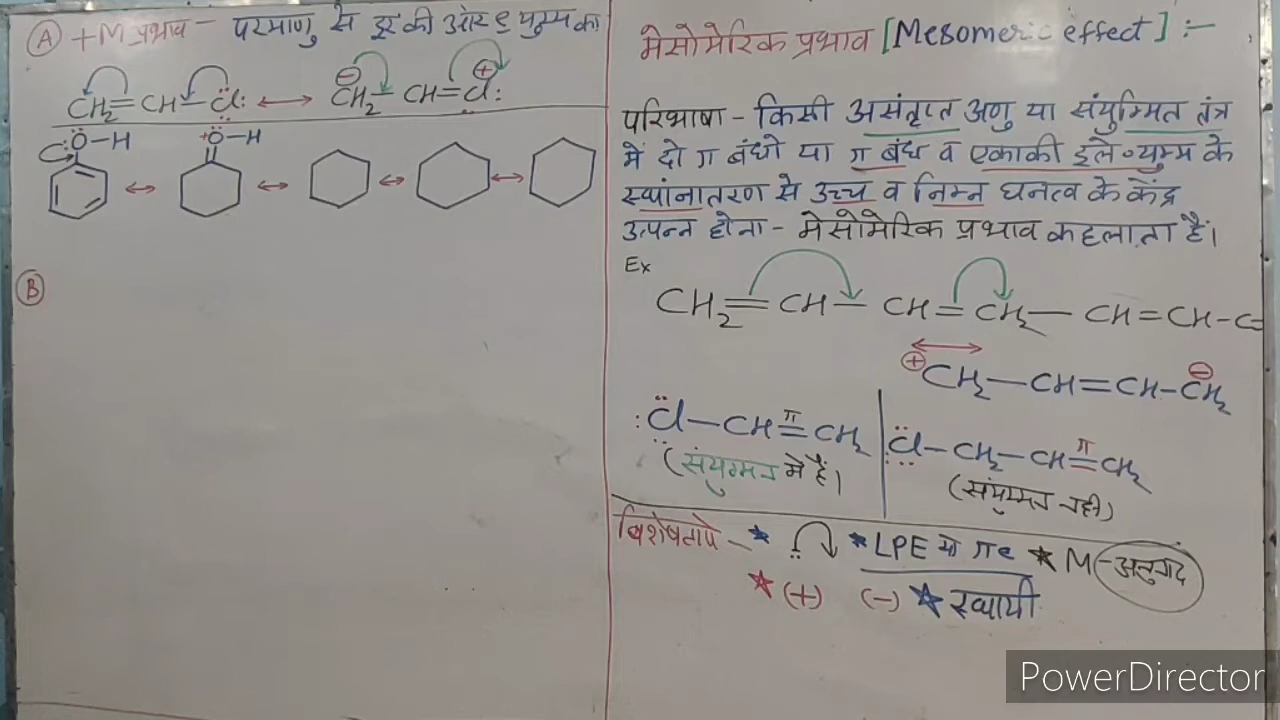 Ⓐ +M प्रभाव - परमाणु से दूर की ओर e युग्म का
CH₂=CH-Cl: ↔ CH₂-CH=Cl:
⊖ ⊕
:O-H ↔ +O-H ↔ ↔ ↔
Ⓑ
मेसोमेरिक प्रभाव [Mesomeric effect] :-
परिभाषा - किसी असंतृप्त अणु या संयुग्मित तंत्र
में दो π बंधो या π बंध व एकाकी इले॰ युग्म के
स्थांनातरण से उच्च व निम्न घनत्व के केंद्र
उत्पन्न होना - मेसोमेरिक प्रभाव कहलाता है।
Ex
CH₂=CH-CH=CH₂- CH=CH-C=
↔
⊕CH₂-CH=CH-CH₂⊖
:Cl-CH=CH₂ π
(संयुग्मन में है।
Cl-CH₂-CH=CH₂ π
(संयुग्मन नही)
विशेषताऐ - * * LPE या πe * M-अनुनाद
* (+) (-) * स्थायी
PowerDirector